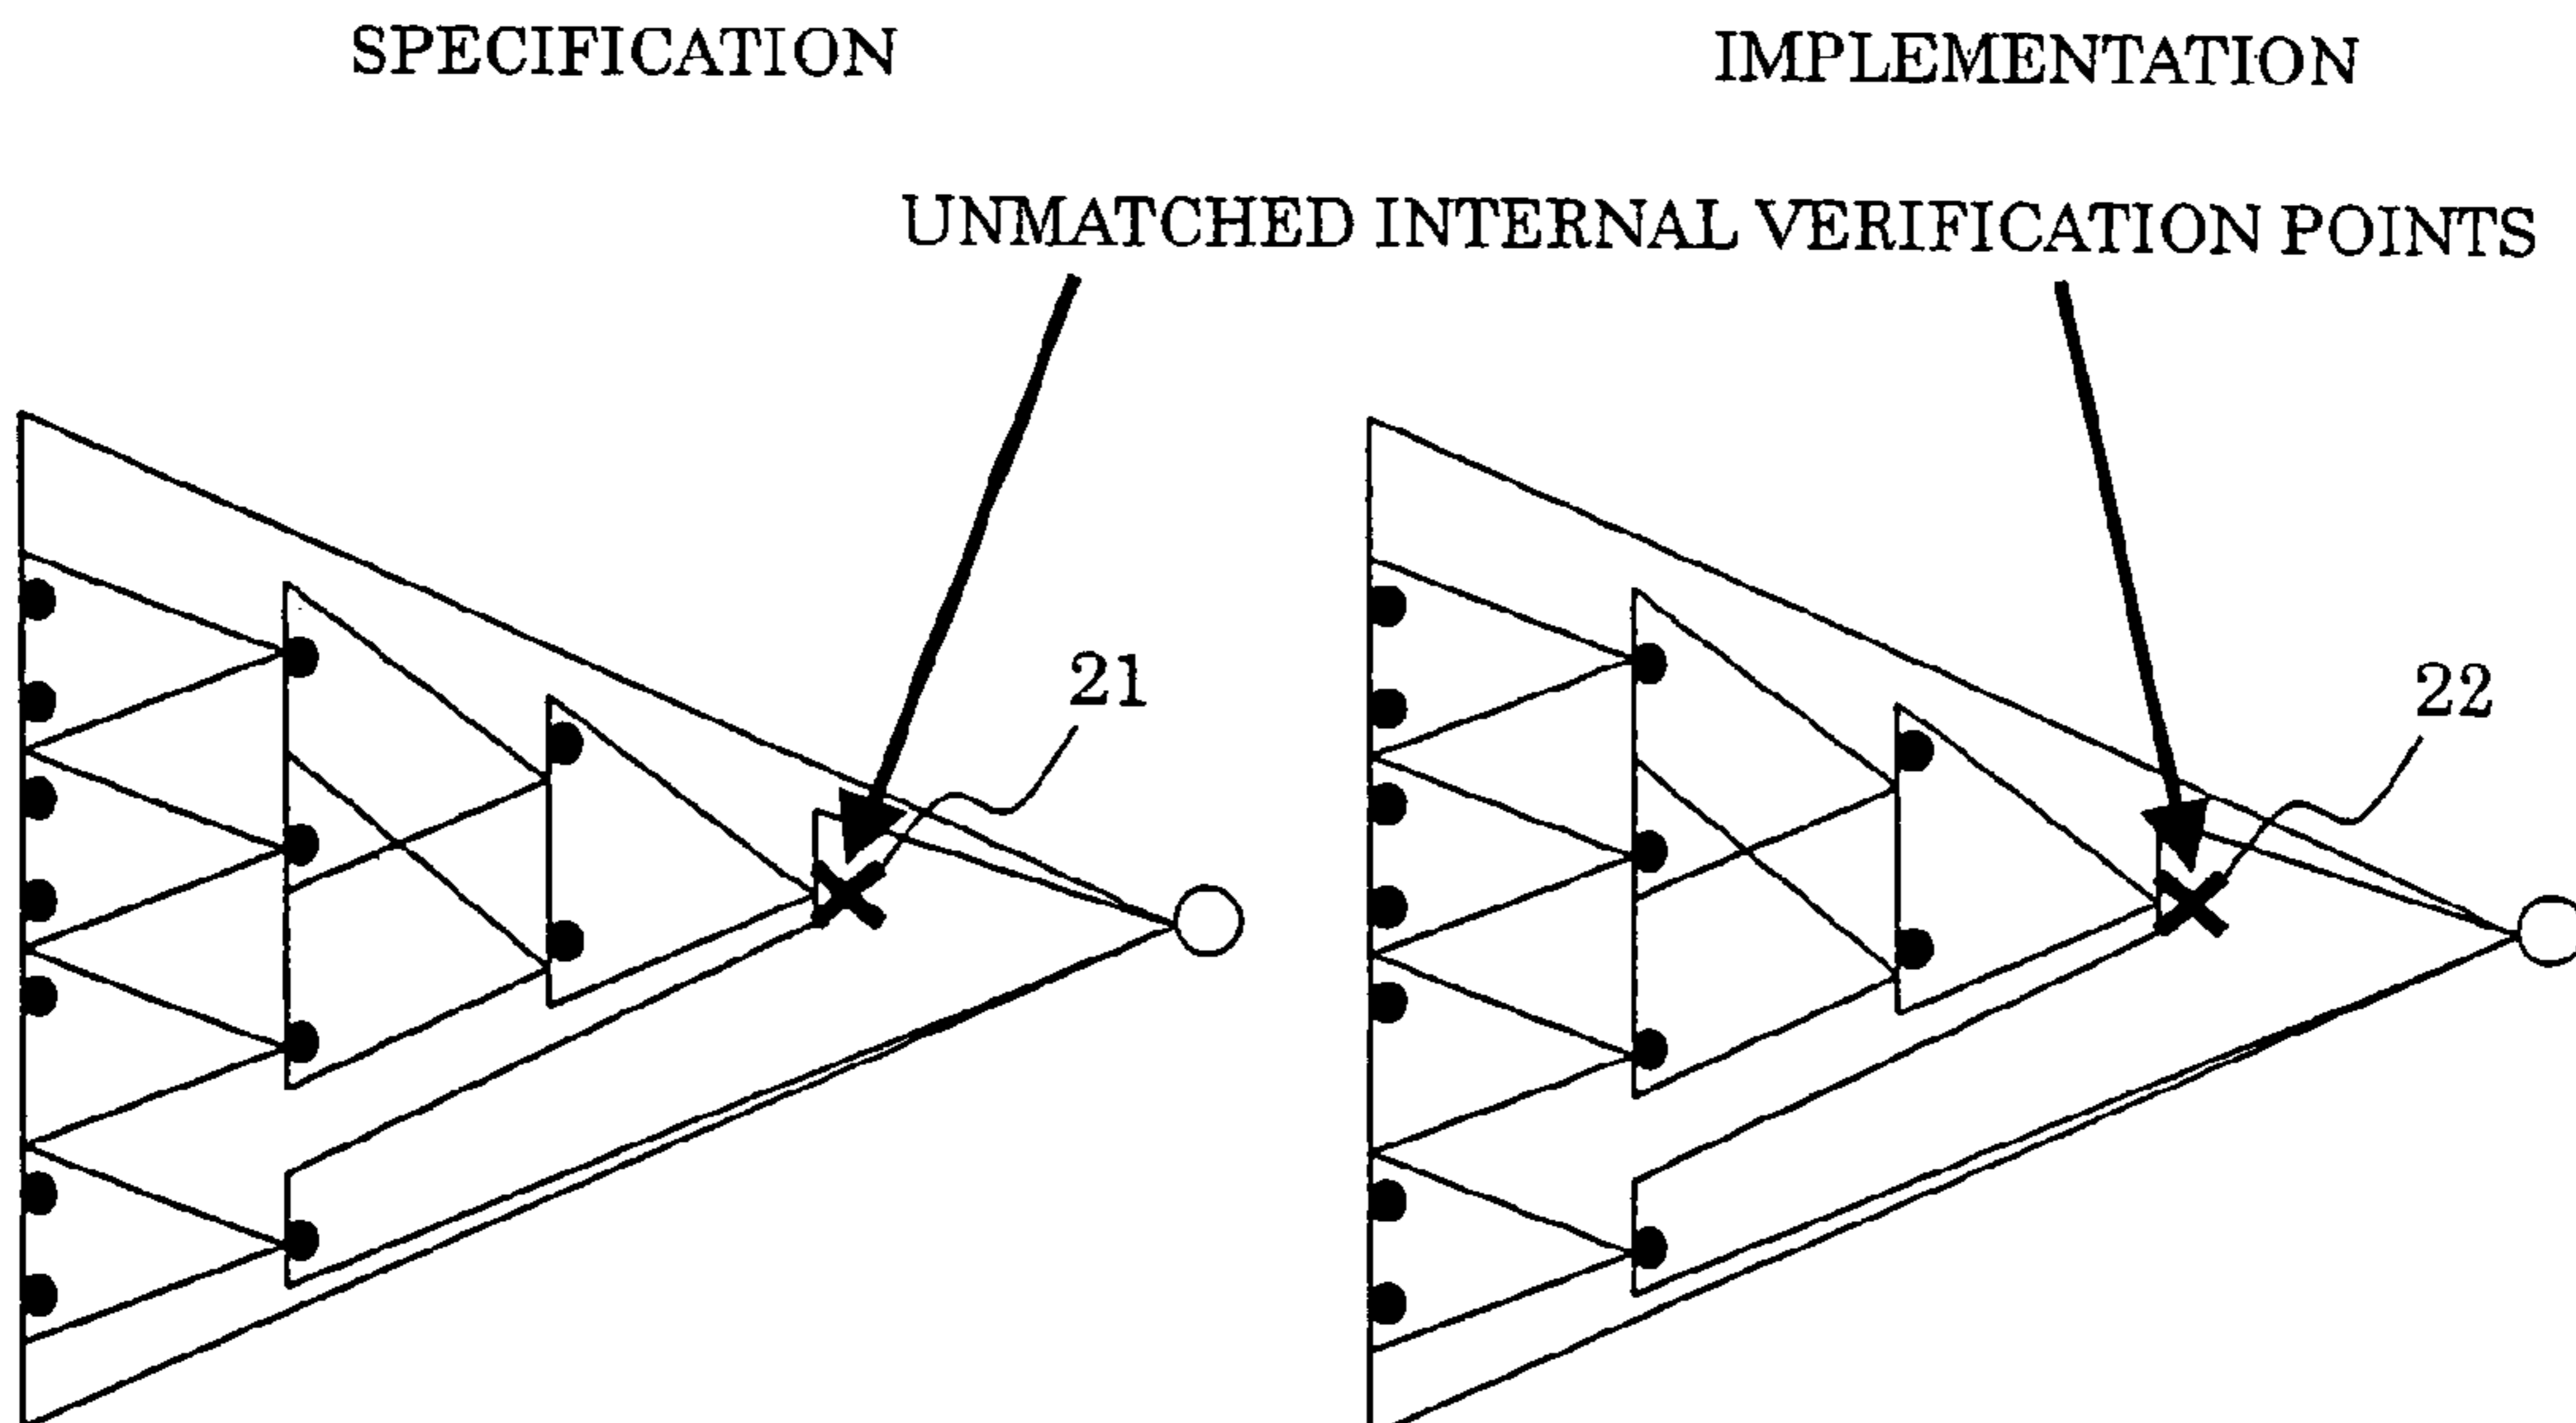 SPECIFICATION
IMPLEMENTATION
UNMATCHED INTERNAL VERIFICATION POINTS
21
22